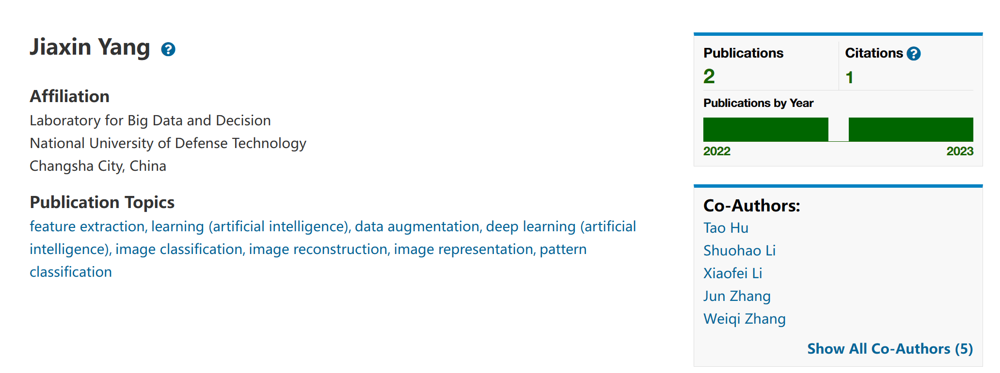 Jiaxin Yang ?
Affiliation
Laboratory for Big Data and Decision
National University of Defense Technology
Changsha City, China
Publication Topics
feature extraction, learning (artificial intelligence), data augmentation, deep learning (artificial
intelligence), image classification, image reconstruction, image representation, pattern
classification
Publications
2
Citations ?
1
Publications by Year
2022
2023
Co-Authors:
Tao Hu
Shuohao Li
Xiaofei Li
Jun Zhang
Weiqi Zhang
Show All Co-Authors (5)